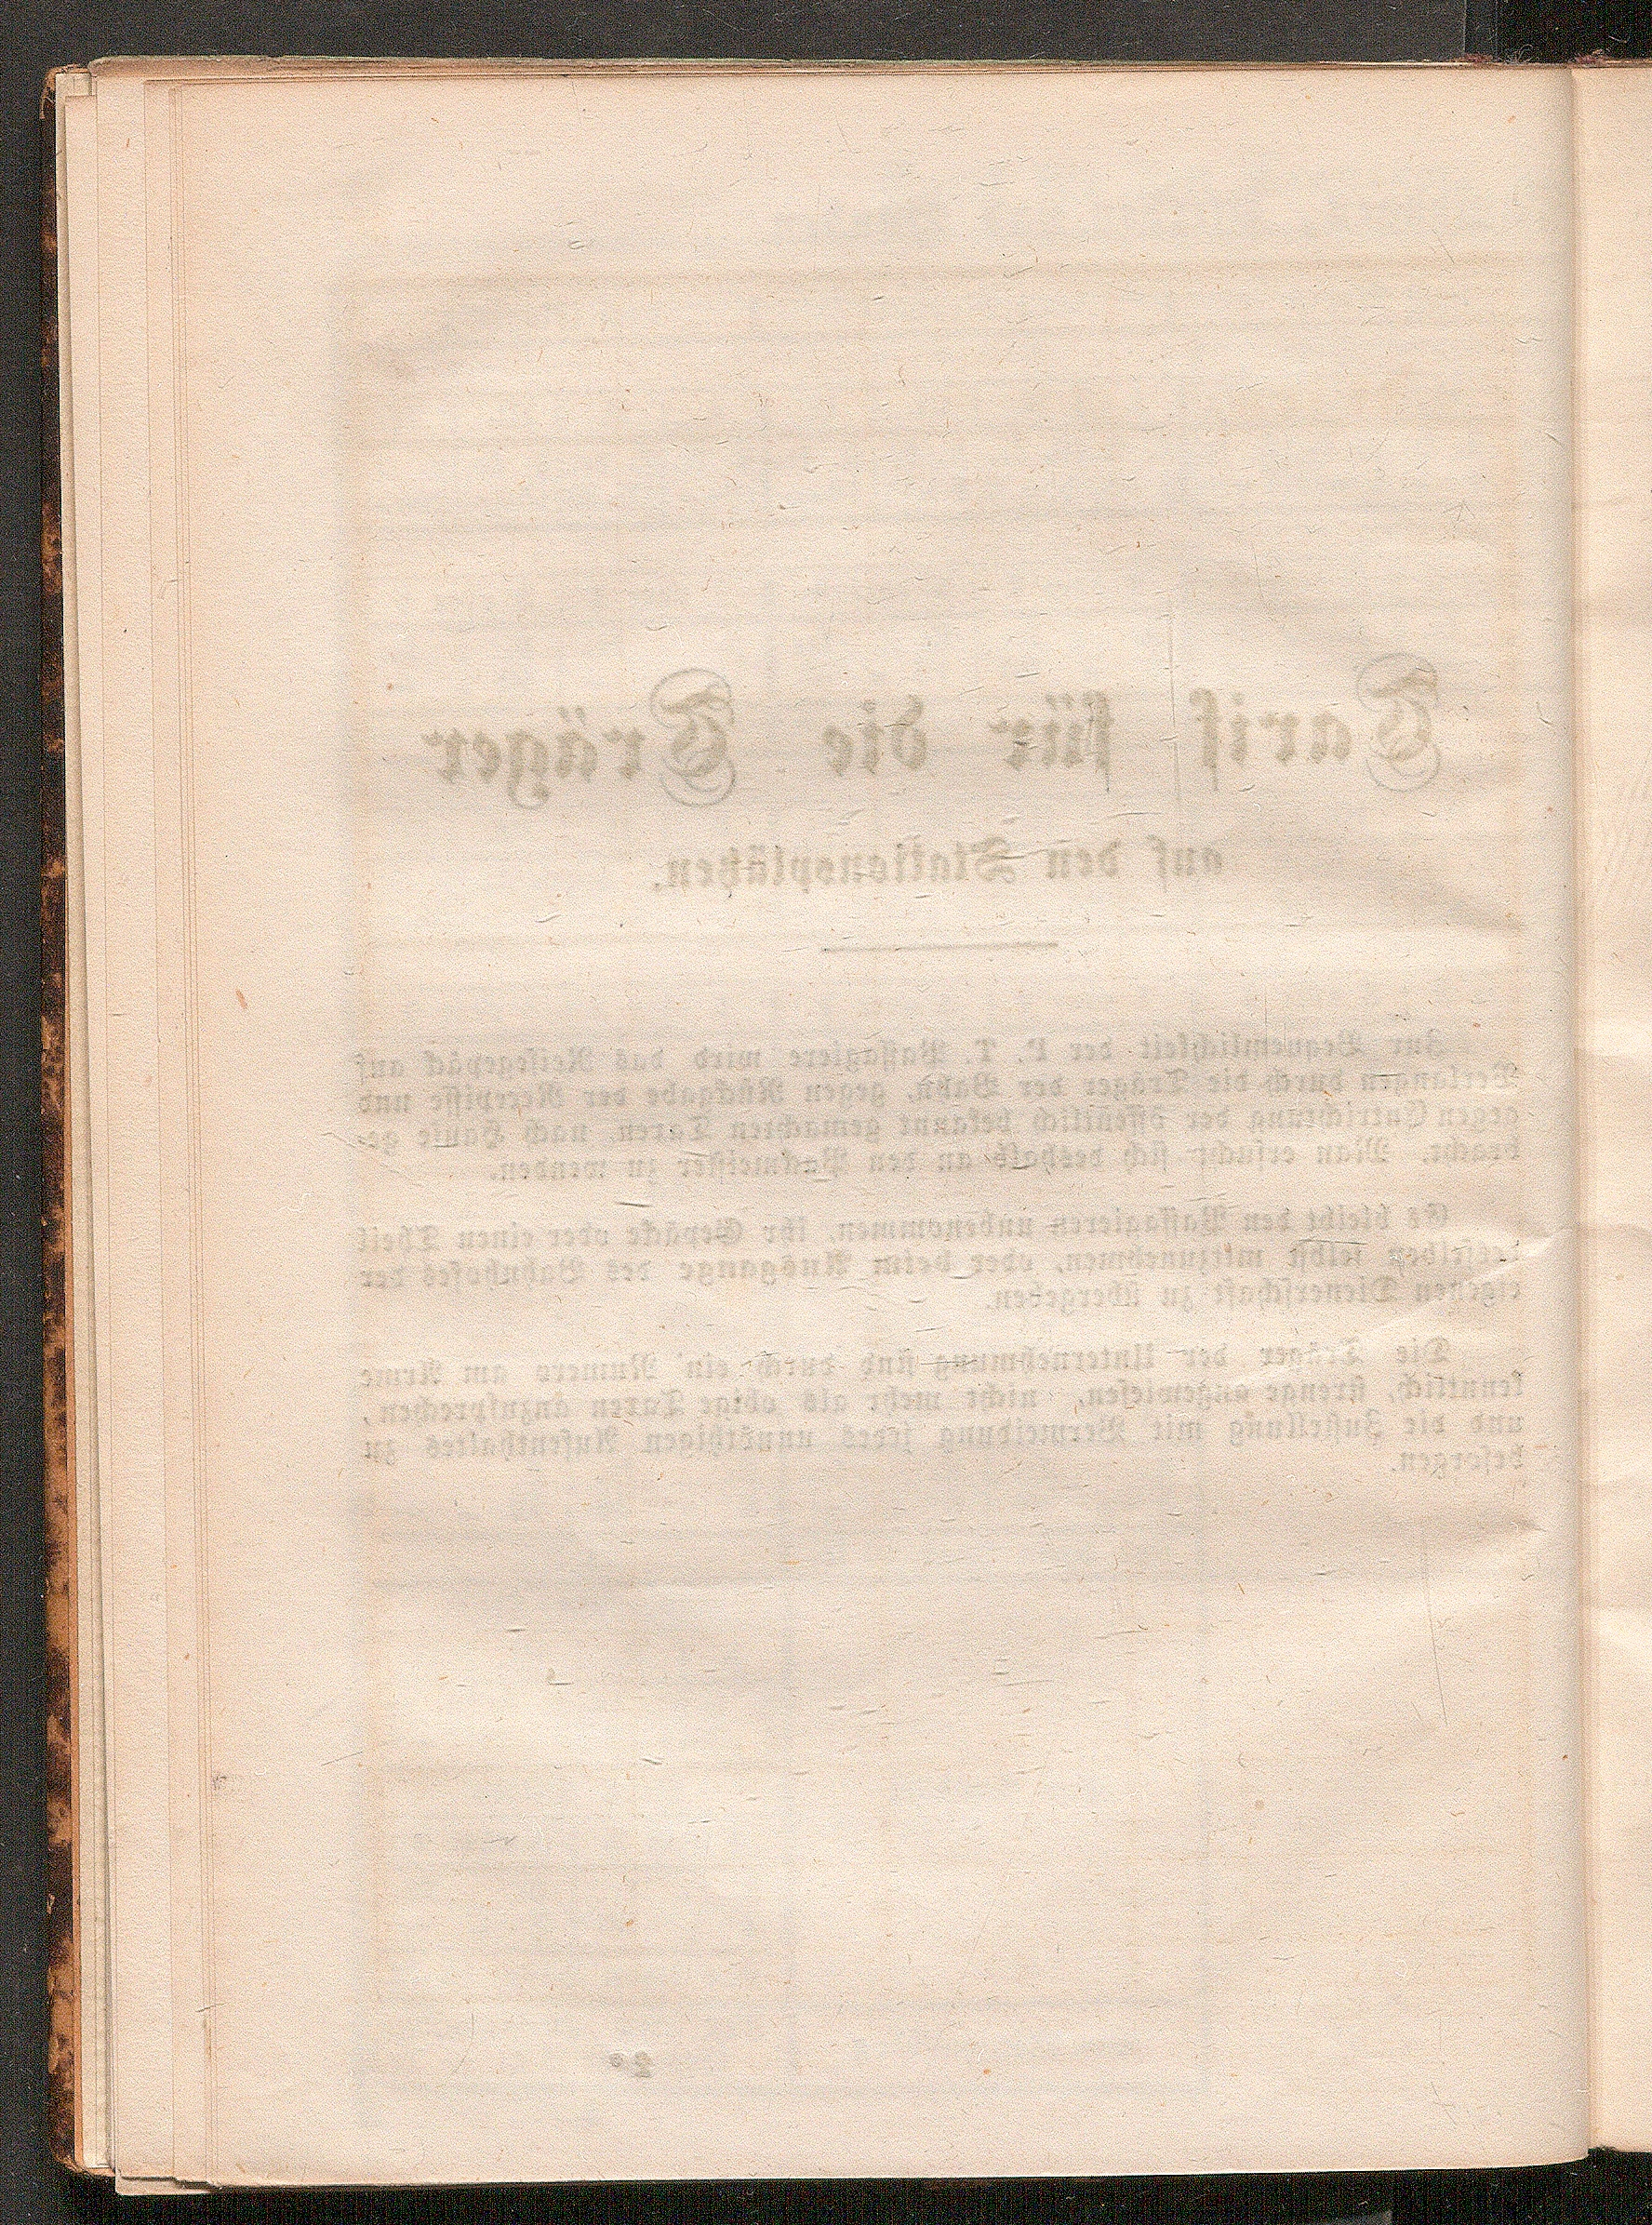 Tarif für die Träger
auf den Stationsplätzen.
Zur Bequemlichkeit der P. T. Passagiere wird das Reisegepäck auf
Verlangen durch die Träger der Bahn, gegen Rückgabe der Recepisse und
gegen Entrichtung der öffentlich bekannt gemachten Taxen, nach Hause ge-
bracht. Man ersucht sich deshalb an den Packmeister zu wenden.
Es bleibt den Passagieren unbenommen, ihr Gepäcke oder einen Theil
desselben selbst mitzunehmen, oder beim Ausgange des Bahnhofes der
eigenen Dienerschaft zu übergeben.
Die Träger der Unternehmung sind durch ein Numero am Arme
kenntlich, strenge angewiesen, nicht mehr als obige Taxen anzusprechen,
und die Zustellung mit Vermeidung jedes unnöthigen Aufenthaltes zu
besorgen.
2*